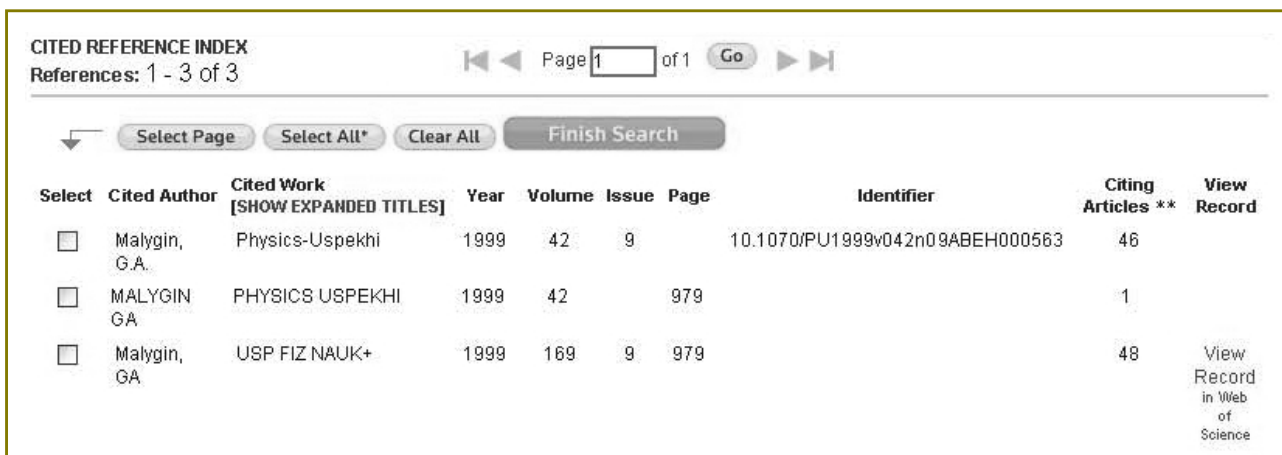 CITED REFERENCE INDEX
References: 1 - 3 of 3
Page 1 of 1 Go
Select Page Select All* Clear All Finish Search
Select Cited Author Cited Work [SHOW EXPANDED TITLES] Year Volume Issue Page Identifier Citing Articles ** View Record
Malygin, G.A. Physics-Uspekhi 1999 42 9 10.1070/PU1999v042n09ABEH000563 46
MALYGIN GA PHYSICS USPEKHI 1999 42 979 1
Malygin, GA USP FIZ NAUK+ 1999 169 9 979 48 View Record in Web of Science